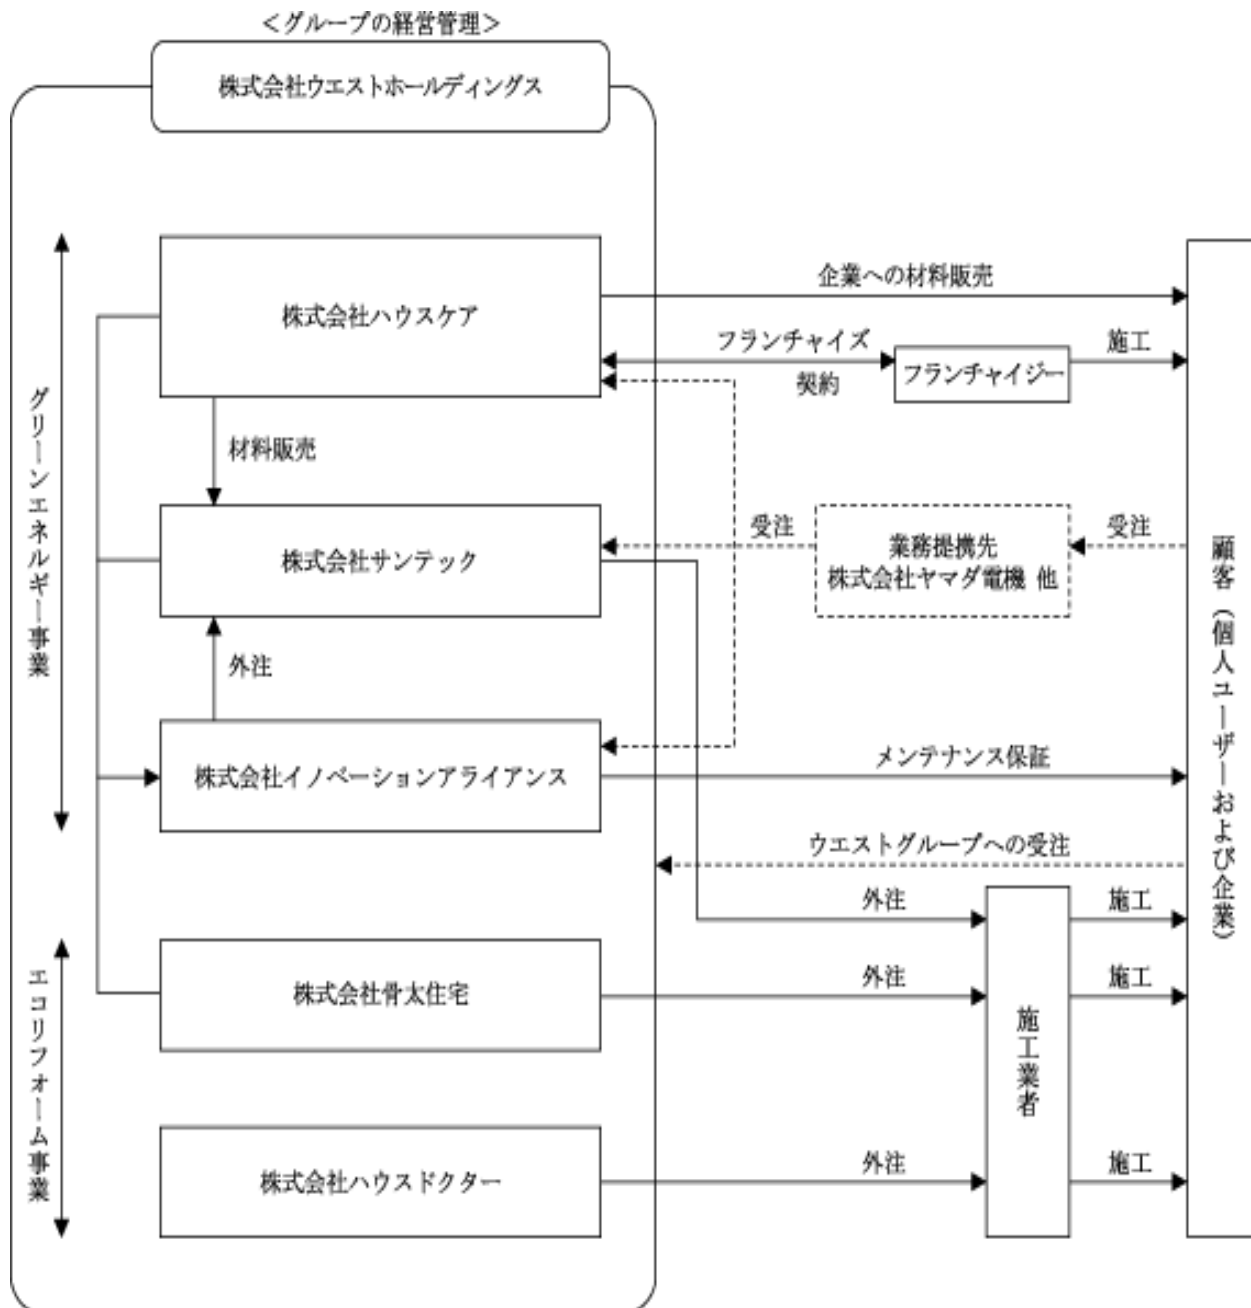 ＜グループの経営管理＞
株式会社ウエストホールディングス
グリーンエネルギー事業
株式会社ハウスケア
企業への材料販売
フランチャイズ
契約
フランチャイジー
施工
材料販売
株式会社サンテック
受注
業務提携先
株式会社ヤマダ電機 他
受注
外注
株式会社イノベーションアライアンス
メンテナンス保証
ウエストグループへの受注
顧客（個人ユーザーおよび企業）
エコリフォーム事業
外注
施工
株式会社骨太住宅
外注
施工
施工業者
株式会社ハウスドクター
外注
施工